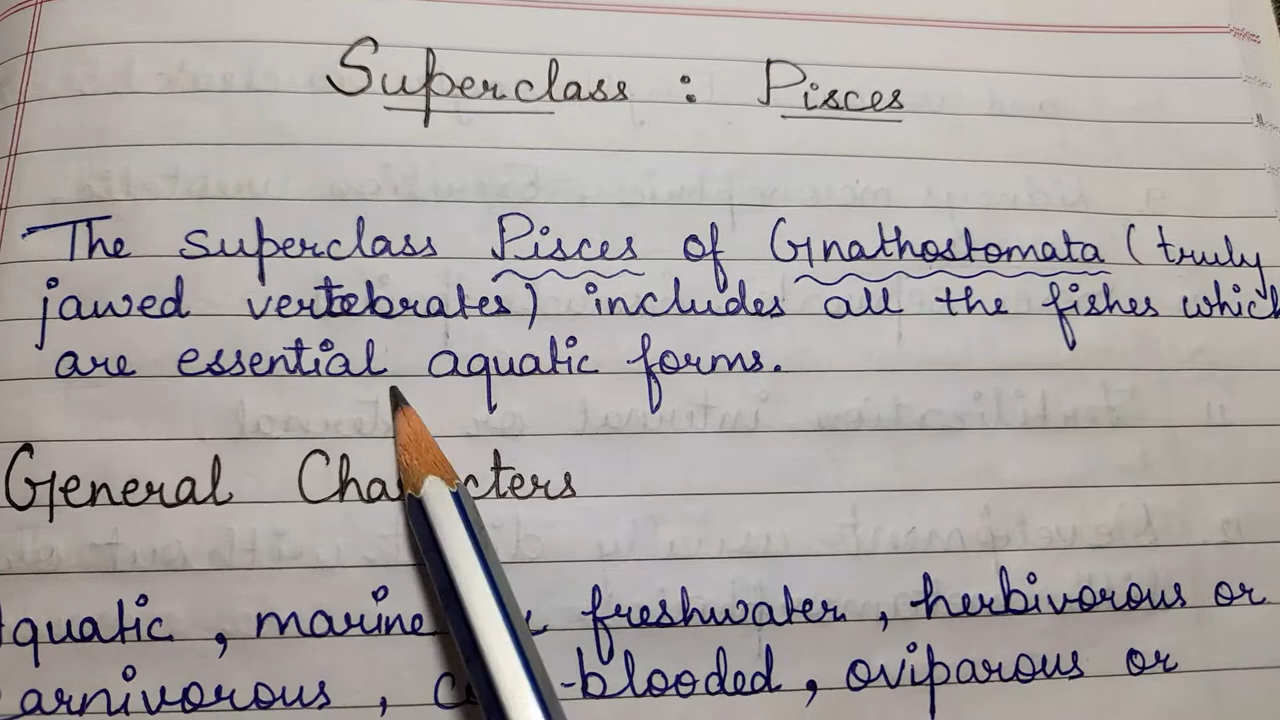 Superclass : Pisces
The superclass Pisces of Gnathostomata (truly
jawed vertebrates) includes all the fishes which
are essential aquatic forms.
General Characters
quatic, marine freshwater, herbivorous or
arnivorous, -blooded, oviparous or